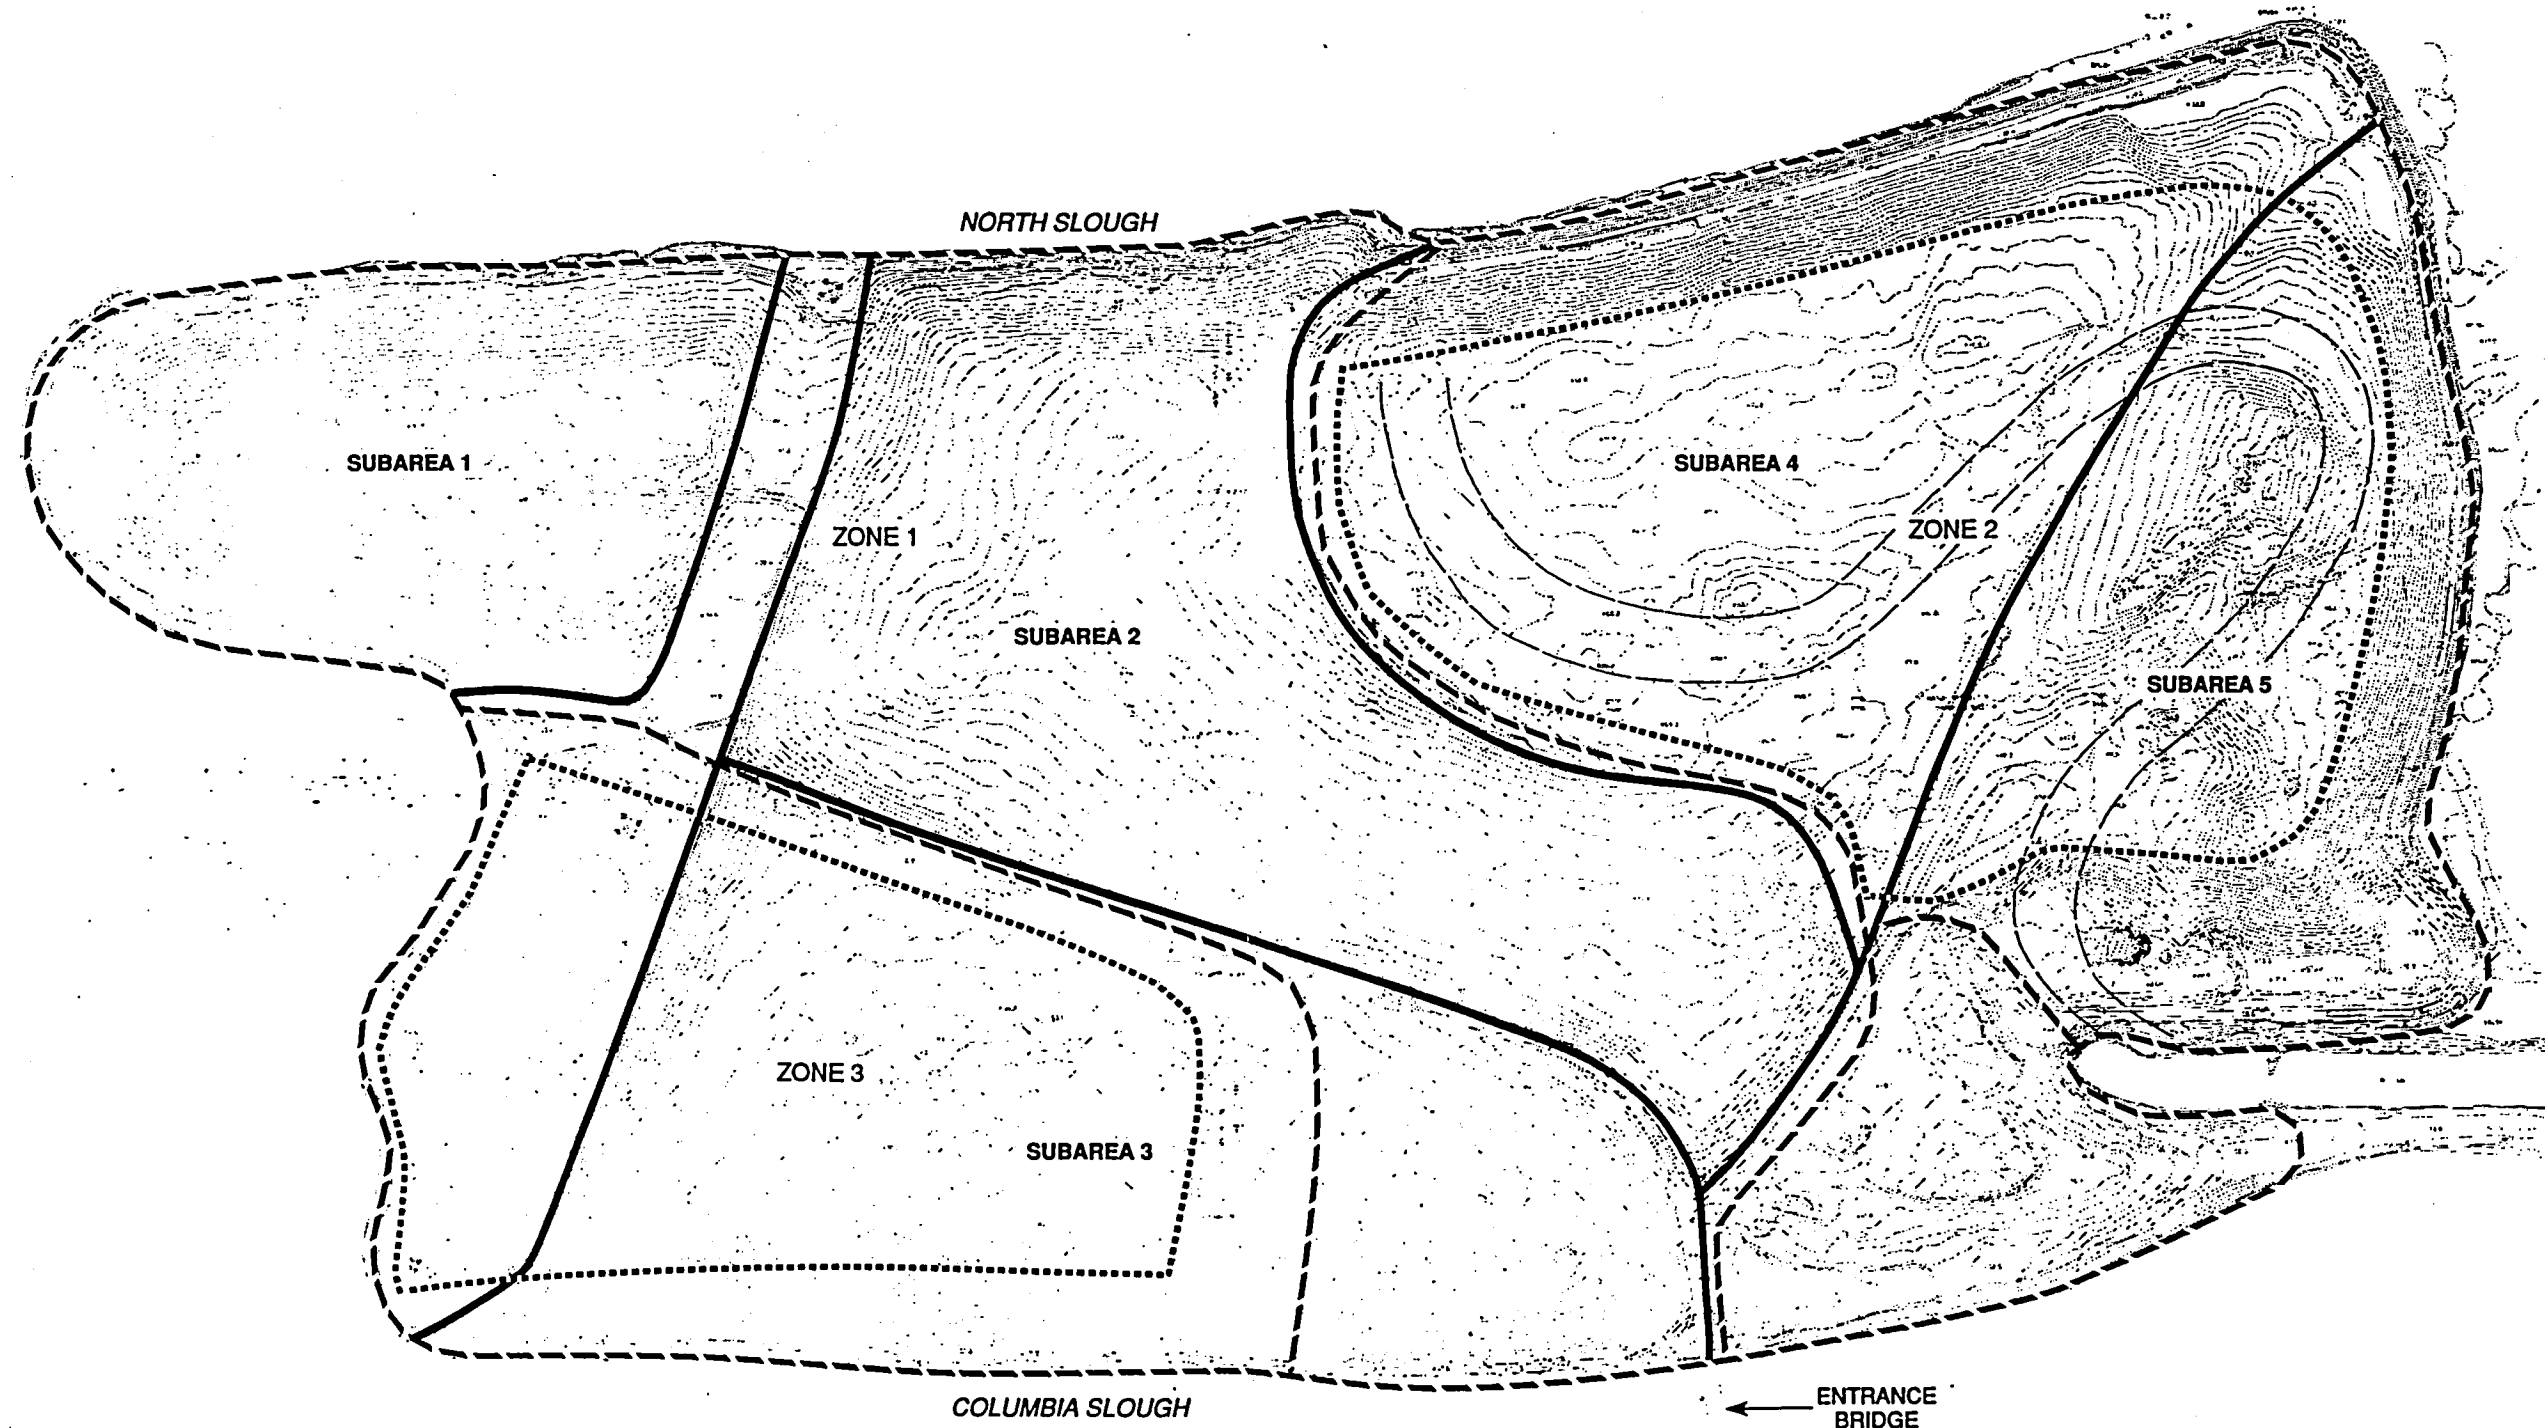 NORTH SLOUGH
SUBAREA 1
SUBAREA 4
ZONE 1
ZONE 2
SUBAREA 2
SUBAREA 5
ZONE 3
SUBAREA 3
COLUMBIA SLOUGH
ENTRANCE
BRIDGE